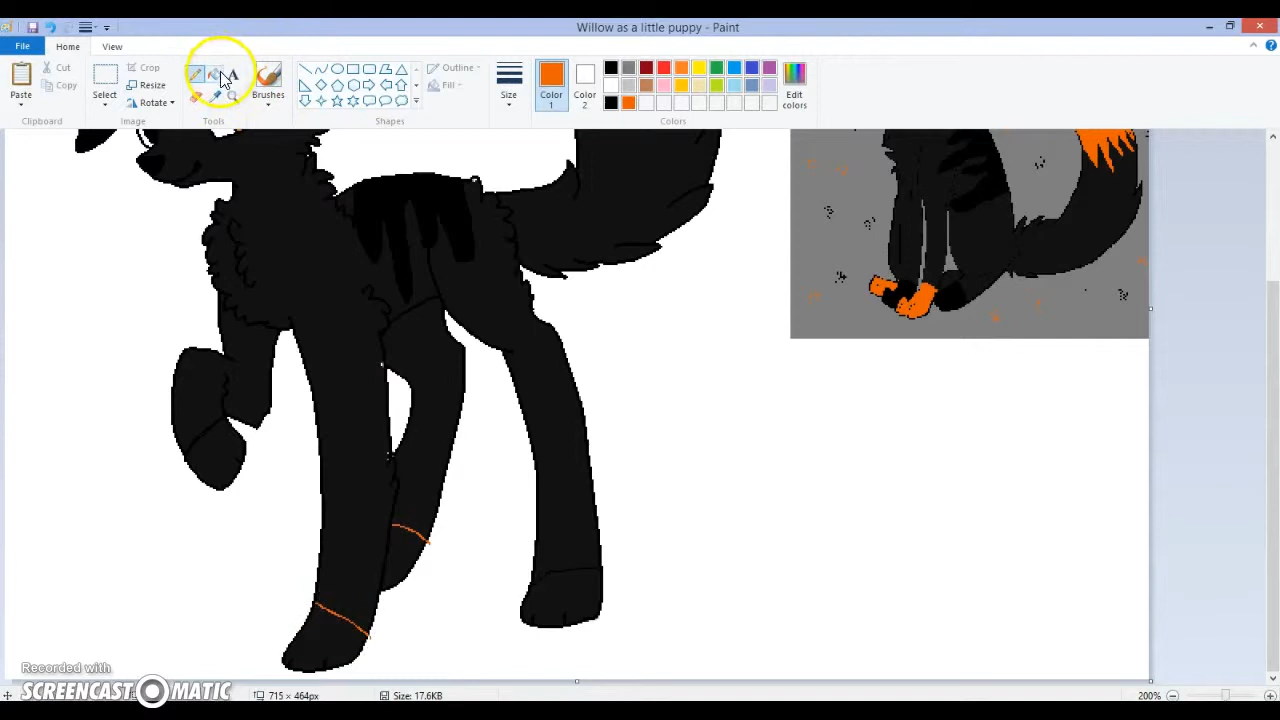 Willow as a little puppy - Paint
File Home View
Paste
Cut
Copy
Clipboard
Select
Crop
Resize
Rotate
Image
A
Tools
Brushes
Outline
Fill
Shapes
Size
Color 1
Color 2
Edit colors
Colors
Recorded with
SCREENCAST-O-MATIC
715 × 464px
Size: 17.6KB
200%